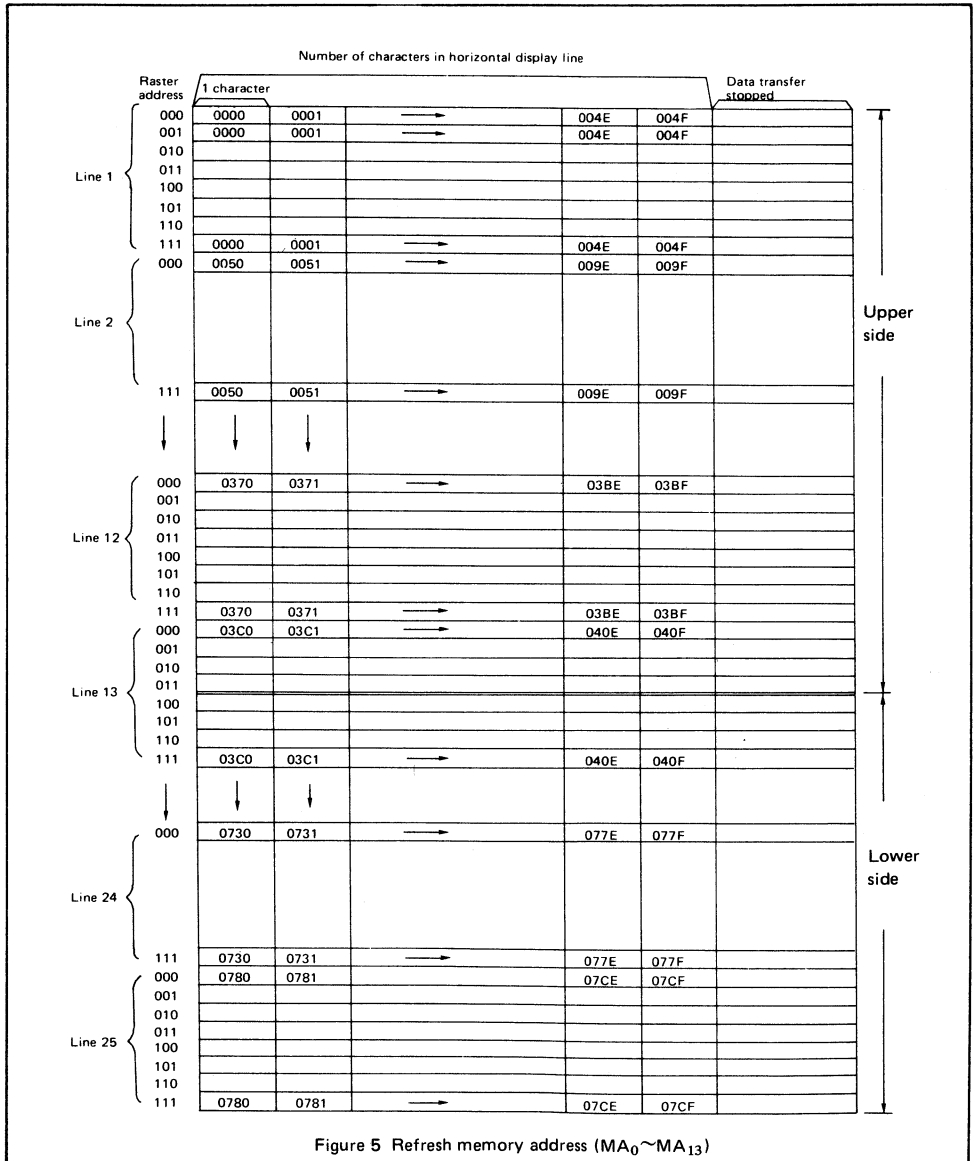 Number of characters in horizontal display line
Raster address
1 character
Data transfer stopped
000 0000 0001 → 004E 004F
001 0000 0001 → 004E 004F
010
011
Line 1
100
101
110
111 0000 0001 → 004E 004F
000 0050 0051 → 009E 009F
Line 2
Upper side
111 0050 0051 → 009E 009F
↓ ↓ ↓
000 0370 0371 → 03BE 03BF
001
010
Line 12
011
100
101
110
111 0370 0371 → 03BE 03BF
000 03C0 03C1 → 040E 040F
001
010
011
Line 13
100
101
110
111 03C0 03C1 → 040E 040F
↓ ↓ ↓
000 0730 0731 → 077E 077F
Lower side
Line 24
111 0730 0731 → 077E 077F
000 0780 0781 07CE 07CF
001
010
011
Line 25
100
101
110
111 0780 0781 → 07CE 07CF
Figure 5 Refresh memory address (MA0~MA13)